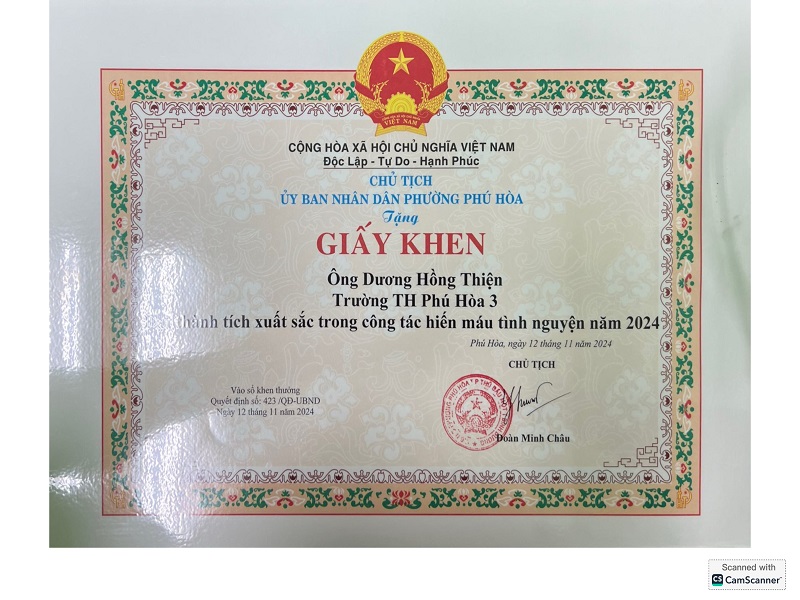 VIỆT NAM
CỘNG HÒA XÃ HỘI CHỦ NGHĨA VIỆT NAM
Độc Lập - Tự Do - Hạnh Phúc
CHỦ TỊCH
ỦY BAN NHÂN DÂN PHƯỜNG PHÚ HÒA
Tặng
GIẤY KHEN
Ông Dương Hồng Thiện
Trường TH Phú Hòa 3
thành tích xuất sắc trong công tác hiến máu tình nguyện năm 2024
Phú Hòa, ngày 12 tháng 11 năm 2024
CHỦ TỊCH
Vào sổ khen thưởng
Quyết định số: 423 /QĐ-UBND
Ngày 12 tháng 11 năm 2024
Đoàn Minh Châu
Scanned with
CS CamScanner